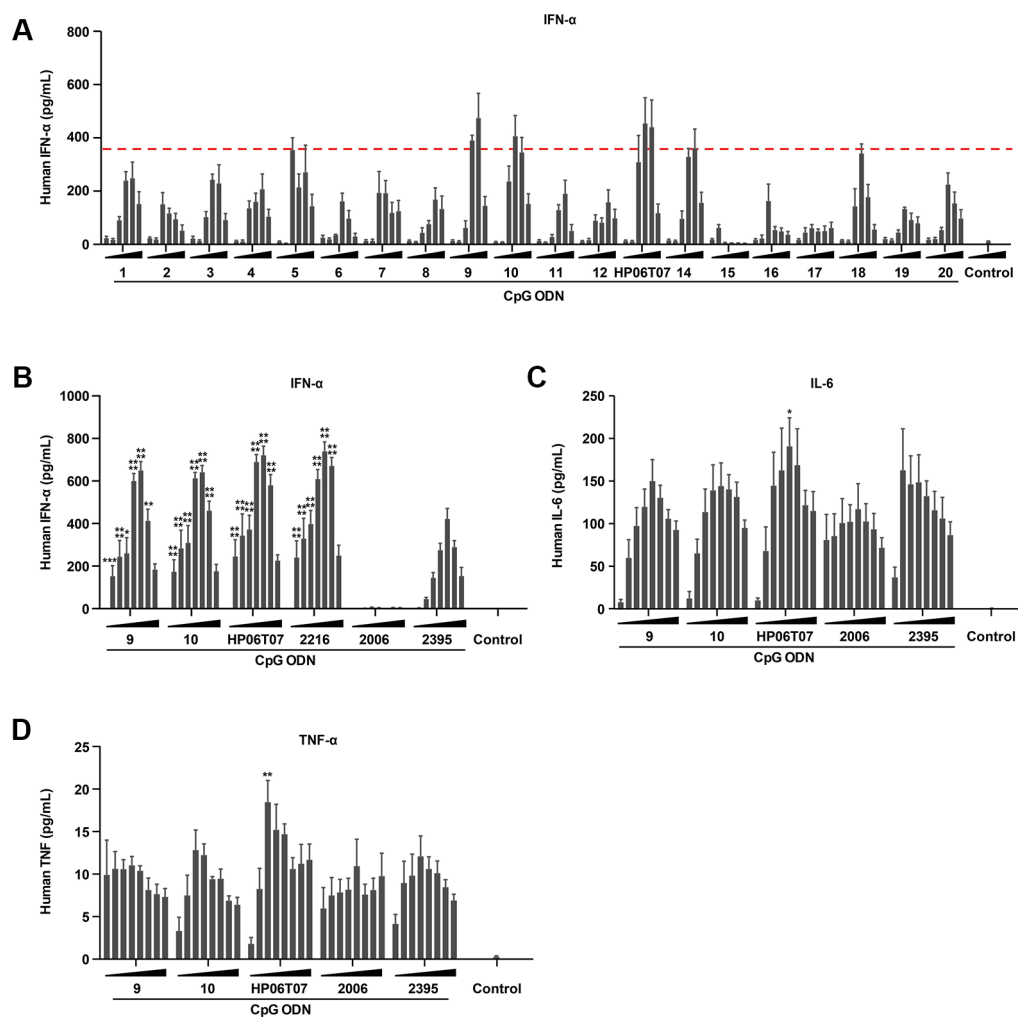 A
IFN-α
Human IFN-α (pg/mL)
800
600
400
200
0
1 2 3 4 5 6 7 8 9 10 11 12 HP06T07 14 15 16 17 18 19 20 Control
CpG ODN
B
IFN-α
Human IFN-α (pg/mL)
1000
800
600
400
200
0
*** ** ** * ** ** ** ** **
** ** ** ** ** ** ** ** ** ** ** **
** ** ** ** ** ** ** ** ** ** ** **
** ** ** ** ** ** ** ** ** ** ** **
9 10 HP06T07 2216 2006 2395 Control
CpG ODN
C
IL-6
Human IL-6 (pg/mL)
250
200
150
100
50
0
*
9 10 HP06T07 2006 2395 Control
CpG ODN
D
TNF-α
Human TNF (pg/mL)
25
20
15
10
5
0
**
9 10 HP06T07 2006 2395 Control
CpG ODN